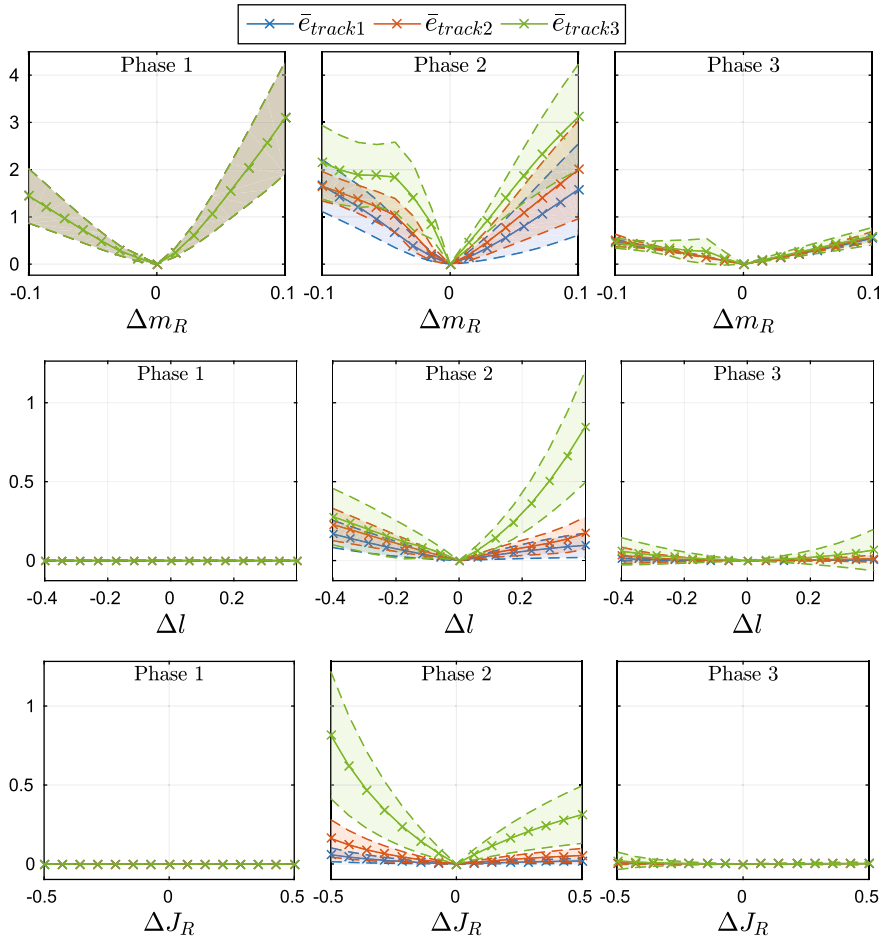 ē_track1 ē_track2 ē_track3
Phase 1 Phase 2 Phase 3
4
3
2
1
0
-0.1 0 0.1 -0.1 0 0.1 -0.1 0 0.1
Δm_R Δm_R Δm_R
Phase 1 Phase 2 Phase 3
1
0.5
0
-0.4 -0.2 0 0.2 -0.4 -0.2 0 0.2 -0.4 -0.2 0 0.2
Δl Δl Δl
Phase 1 Phase 2 Phase 3
1
0.5
0
-0.5 0 0.5 -0.5 0 0.5 -0.5 0 0.5
ΔJ_R ΔJ_R ΔJ_R